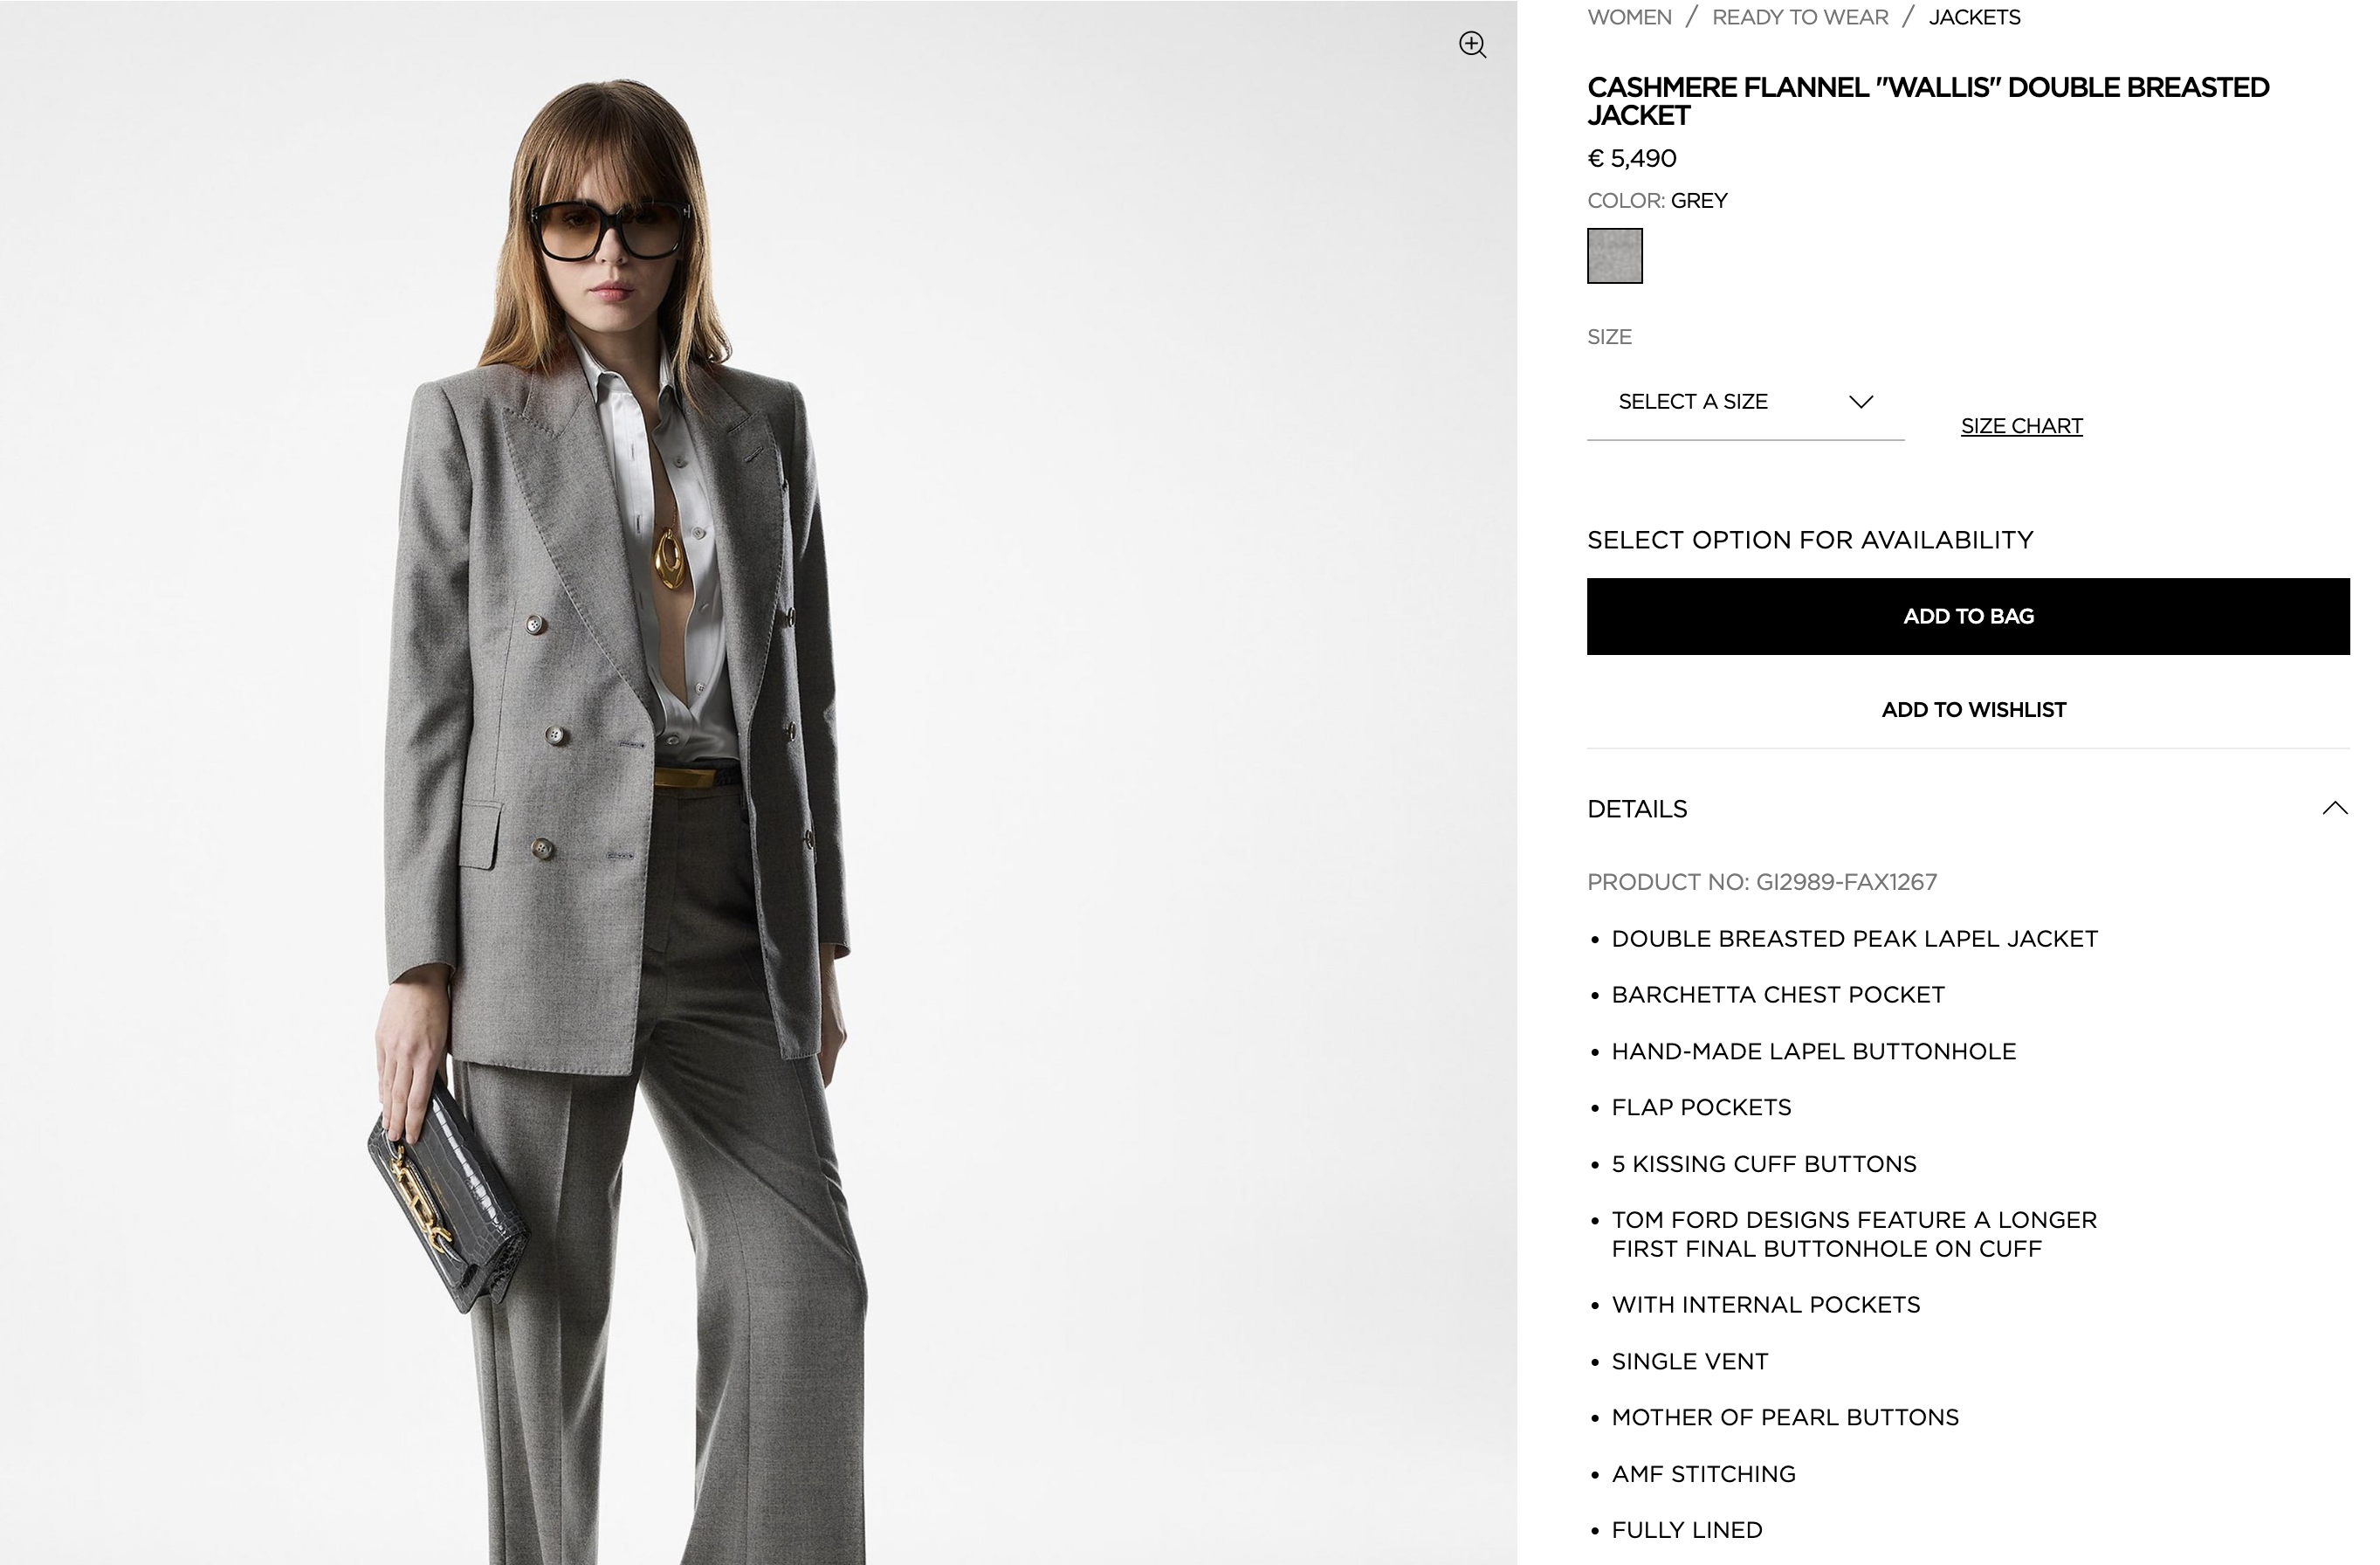 WOMEN / READY TO WEAR / JACKETS
CASHMERE FLANNEL "WALLIS" DOUBLE BREASTED
JACKET
€ 5,490
COLOR: GREY
SIZE
SELECT A SIZE
SIZE CHART
SELECT OPTION FOR AVAILABILITY
ADD TO BAG
ADD TO WISHLIST
DETAILS
PRODUCT NO: GI2989-FAX1267
• DOUBLE BREASTED PEAK LAPEL JACKET
• BARCHETTA CHEST POCKET
• HAND-MADE LAPEL BUTTONHOLE
• FLAP POCKETS
• 5 KISSING CUFF BUTTONS
• TOM FORD DESIGNS FEATURE A LONGER
FIRST FINAL BUTTONHOLE ON CUFF
• WITH INTERNAL POCKETS
• SINGLE VENT
• MOTHER OF PEARL BUTTONS
• AMF STITCHING
• FULLY LINED